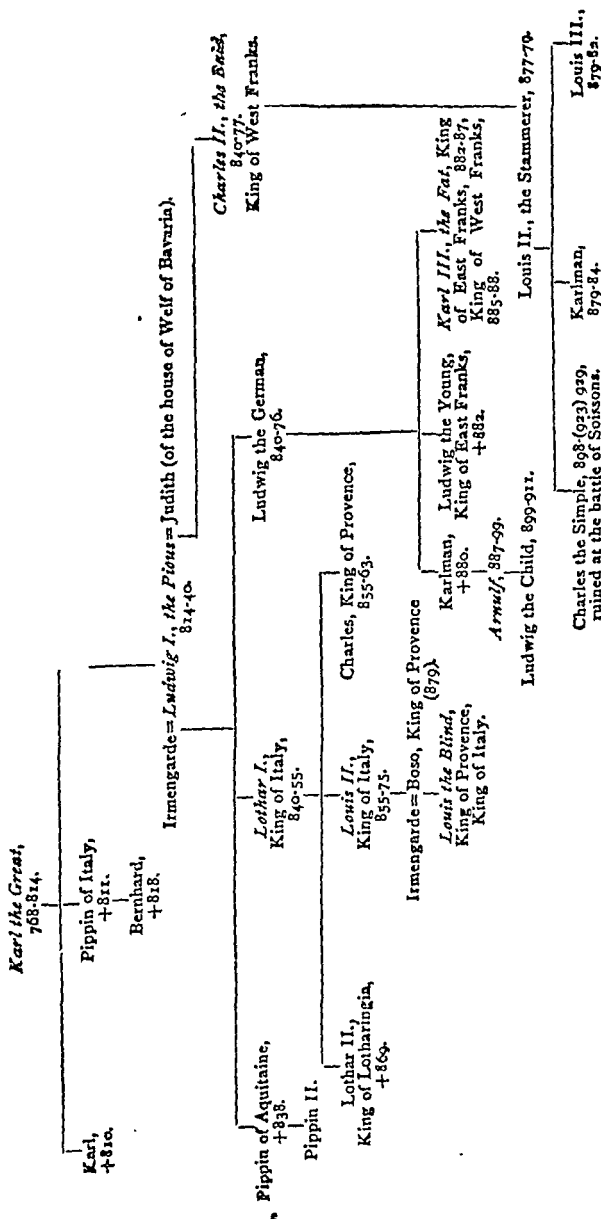 Karl the Great,
768-814.
Karl,
+810.
Pippin of Italy,
+811.
Bernhard,
+818.
Irmengarde=Ludwig I., the Pious=Judith (of the house of Welf of Bavaria).
814-40.
Pippin of Aquitaine,
+838.
Pippin II.
Lothar I.,
King of Italy,
840-55.
Ludwig the German,
840-76.
Charles II., the Bald,
840-77.
King of West Franks.
Lothar II.,
King of Lotharingia,
+869.
Louis II.,
King of Italy,
855-75.
Charles, King of Provence,
855-63.
Irmengarde=Boso, King of Provence
(879).
Louis the Blind,
King of Provence,
King of Italy.
Karlman,
+880.
Arnulf, 887-99.
Ludwig the Child, 899-911.
Ludwig the Young,
King of East Franks,
+882.
Karl III., the Fat, King
of East Franks, 882-87,
King of West Franks,
885-88.
Louis II., the Stammerer, 877-79.
Charles the Simple, 898-(923) 929,
ruined at the battle of Soissons.
Karlman,
879-84.
Louis III.,
879-82.